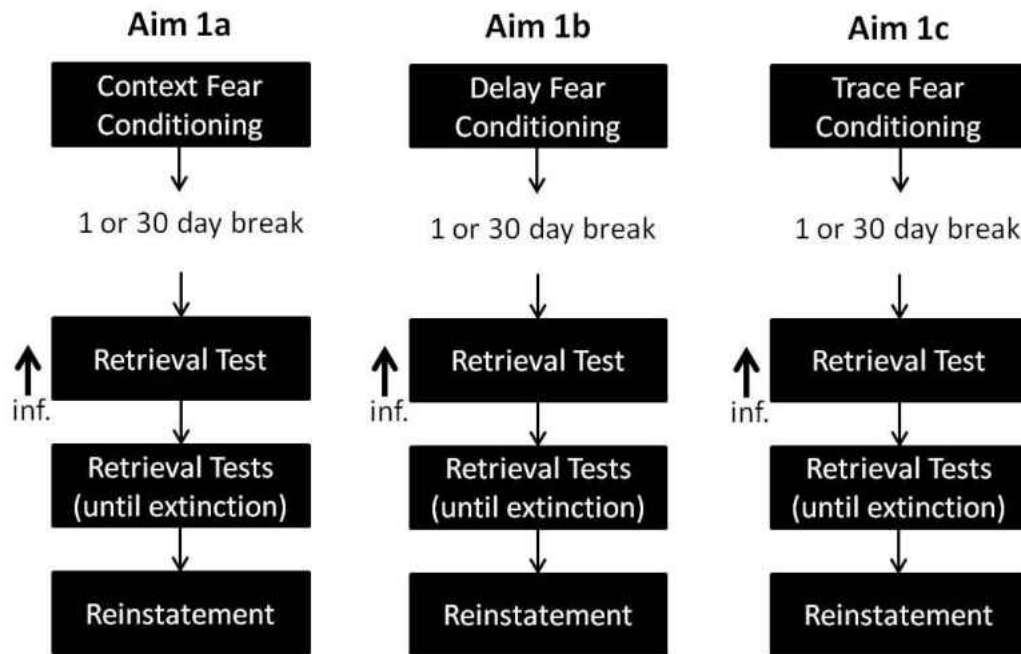 Aim 1a
Context Fear
Conditioning
1 or 30 day break
Retrieval Test
inf.
Retrieval Tests
(until extinction)
Reinstatement
Aim 1b
Delay Fear
Conditioning
1 or 30 day break
Retrieval Test
inf.
Retrieval Tests
(until extinction)
Reinstatement
Aim 1c
Trace Fear
Conditioning
1 or 30 day break
Retrieval Test
inf.
Retrieval Tests
(until extinction)
Reinstatement